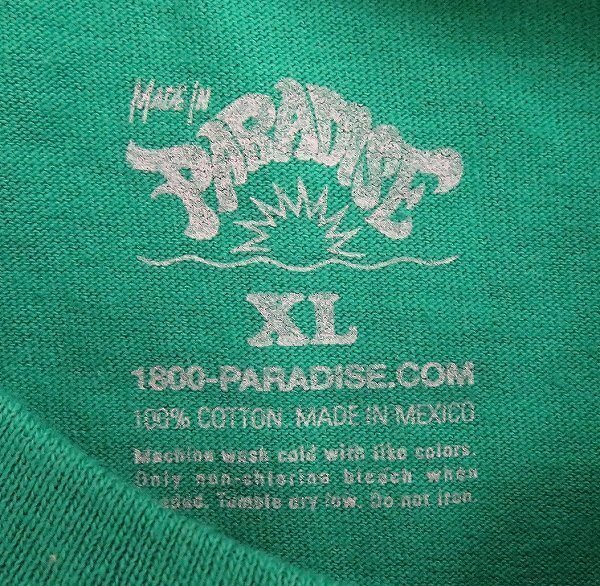 MADE IN
PARADISE
XL
1800-PARADISE.COM
100% COTTON MADE IN MEXICO
Machine wash cold with like colors.
Only non-chlorine bleach when
Tumble dry low. Do not iron.